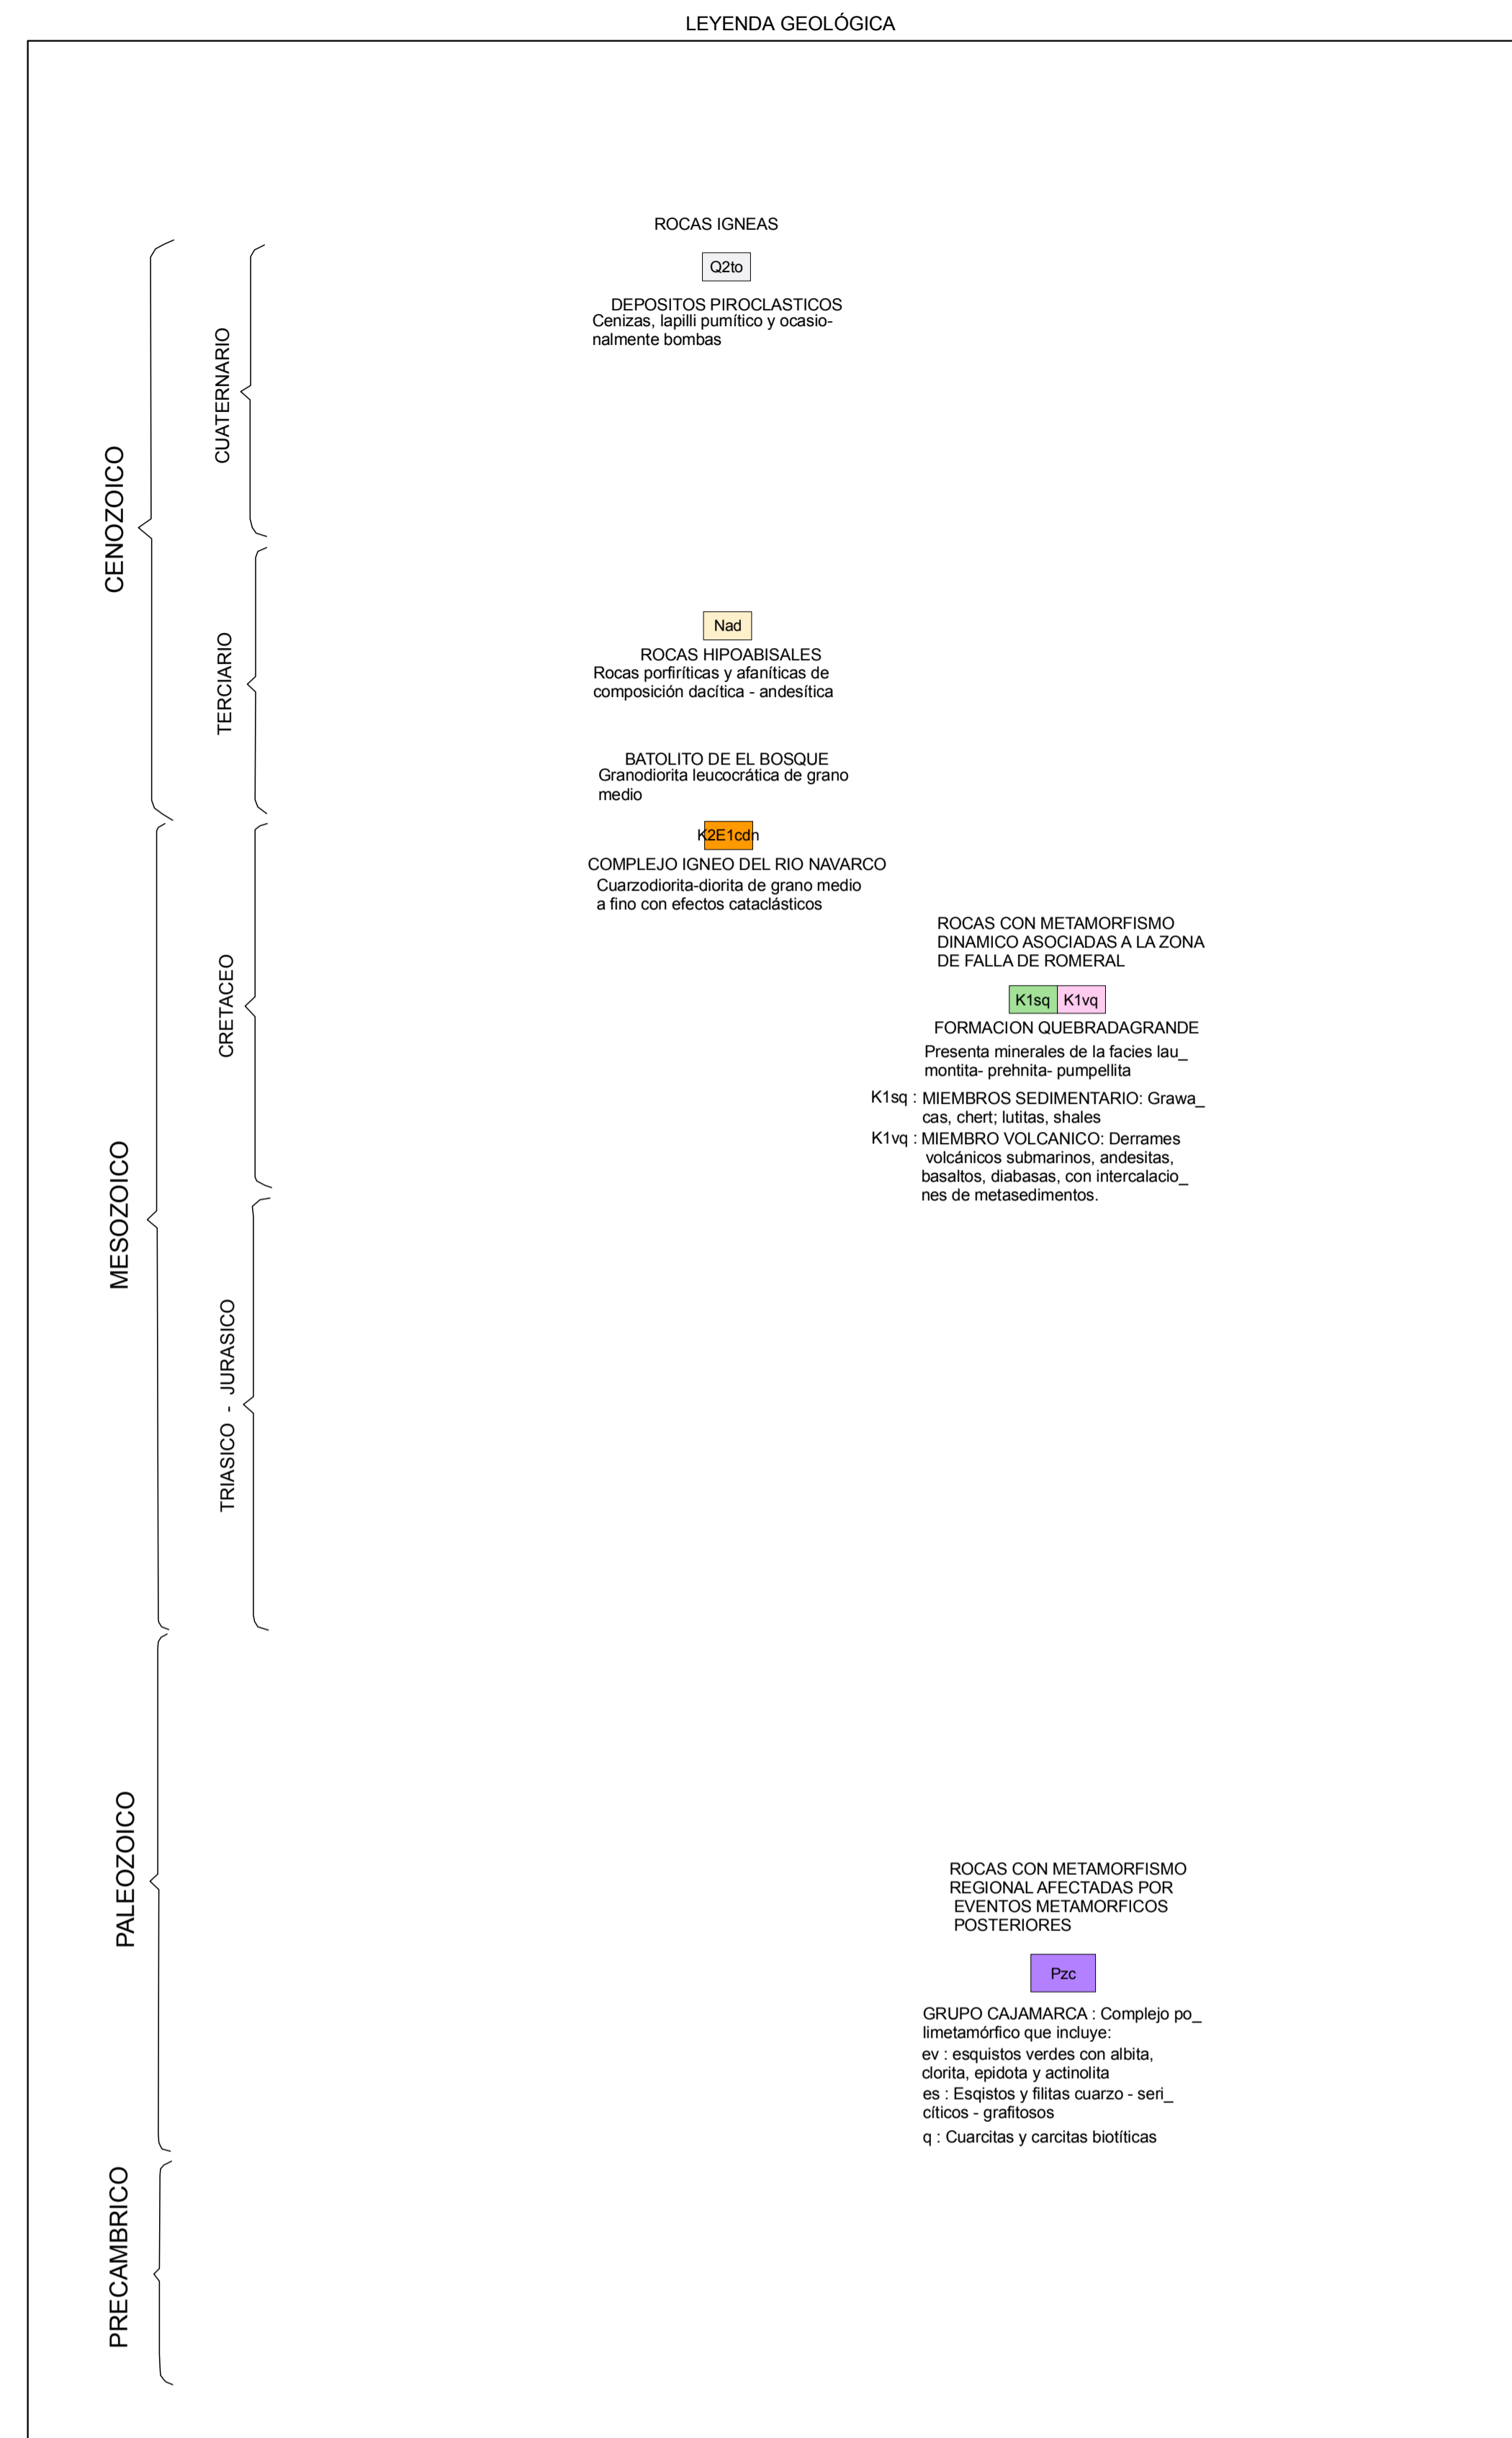 LEYENDA GEOLÓGICA
ROCAS IGNEAS
Q2to
DEPOSITOS PIROCLASTICOS
Cenizas, lapilli pumítico y ocasio-
nalmente bombas
CENOZOICO
CUATERNARIO
TERCIARIO
Nad
ROCAS HIPOABISALES
Rocas porfiríticas y afaníticas de
composición dacítica - andesítica
BATOLITO DE EL BOSQUE
Granodiorita leucocrática de grano
medio
K2E1cdn
COMPLEJO IGNEO DEL RIO NAVARCO
Cuarzodiorita-diorita de grano medio
a fino con efectos cataclásticos
MESOZOICO
CRETACEO
ROCAS CON METAMORFISMO
DINAMICO ASOCIADAS A LA ZONA
DE FALLA DE ROMERAL
K1sq K1vq
FORMACION QUEBRADAGRANDE
Presenta minerales de la facies lau_
montita- prehnita- pumpellita
K1sq : MIEMBROS SEDIMENTARIO: Grawa_
cas, chert; lutitas, shales
K1vq : MIEMBRO VOLCANICO: Derrames
volcánicos submarinos, andesitas,
basaltos, diabasas, con intercalacio_
nes de metasedimentos.
TRIASICO - JURASICO
PALEOZOICO
ROCAS CON METAMORFISMO
REGIONAL AFECTADAS POR
EVENTOS METAMORFICOS
POSTERIORES
Pzc
GRUPO CAJAMARCA : Complejo po_
limetamórfico que incluye:
ev : esquistos verdes con albita,
clorita, epidota y actinolita
es : Esqistos y filitas cuarzo - seri_
cíticos - grafitosos
q : Cuarcitas y carcitas biotíticas
PRECAMBRICO